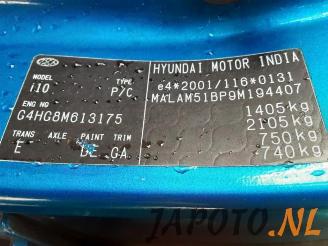 HYUNDAI MOTOR INDIA
MODEL
i10 P/C
e4*2001/116*0131
MALAM51BP9M194407
ENG NO
G4HG8M613175
1405kg
2105kg
750kg
740kg
TRANS AXLE PAINT TRIM
E GA
JAPOTO.NL